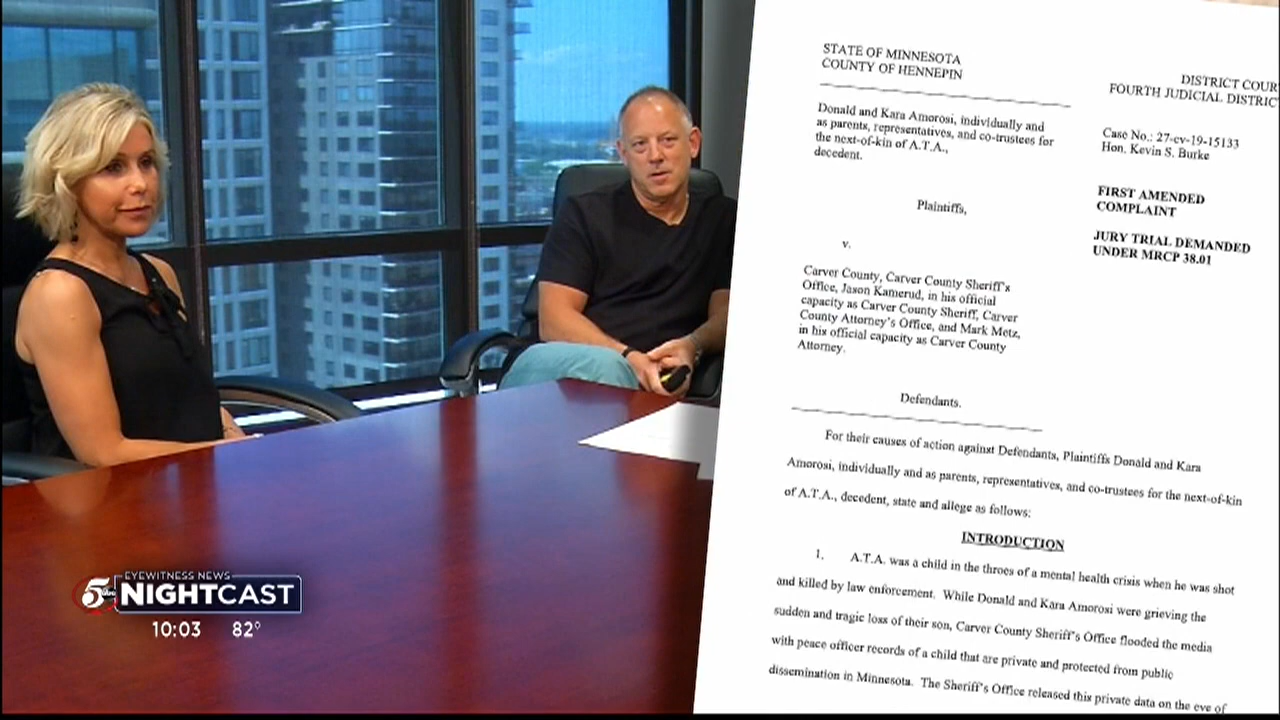 STATE OF MINNESOTA
COUNTY OF HENNEPIN
DISTRICT COUR
FOURTH JUDICIAL DISTRIC
Donald and Kara Amorosi, individually and
as parents, representatives, and co-trustees for
the next-of-kin of A.T.A.,
decedent.
Plaintiffs,
v.
Carver County, Carver County Sheriff's
Office, Jason Kamerud, in his official
capacity as Carver County Sheriff, Carver
County Attorney's Office, and Mark Metz,
in his official capacity as Carver County
Attorney.
Defendants.
Case No.: 27-cv-19-15133
Hon. Kevin S. Burke
FIRST AMENDED
COMPLAINT
JURY TRIAL DEMANDED
UNDER MRCP 38.01
For their causes of action against Defendants, Plaintiffs Donald and Kara
Amorosi, individually and as parents, representatives, and co-trustees for the next-of-kin
of A.T.A., decedent, state and allege as follows:
INTRODUCTION
1. A.T.A. was a child in the throes of a mental health crisis when he was shot
and killed by law enforcement. While Donald and Kara Amorosi were grieving the
sudden and tragic loss of their son, Carver County Sheriff's Office flooded the media
with peace officer records of a child that are private and protected from public
dissemination in Minnesota. The Sheriff's Office released this private data on the eve of
EYEWITNESS NEWS
5 NIGHTCAST
10:03 82°